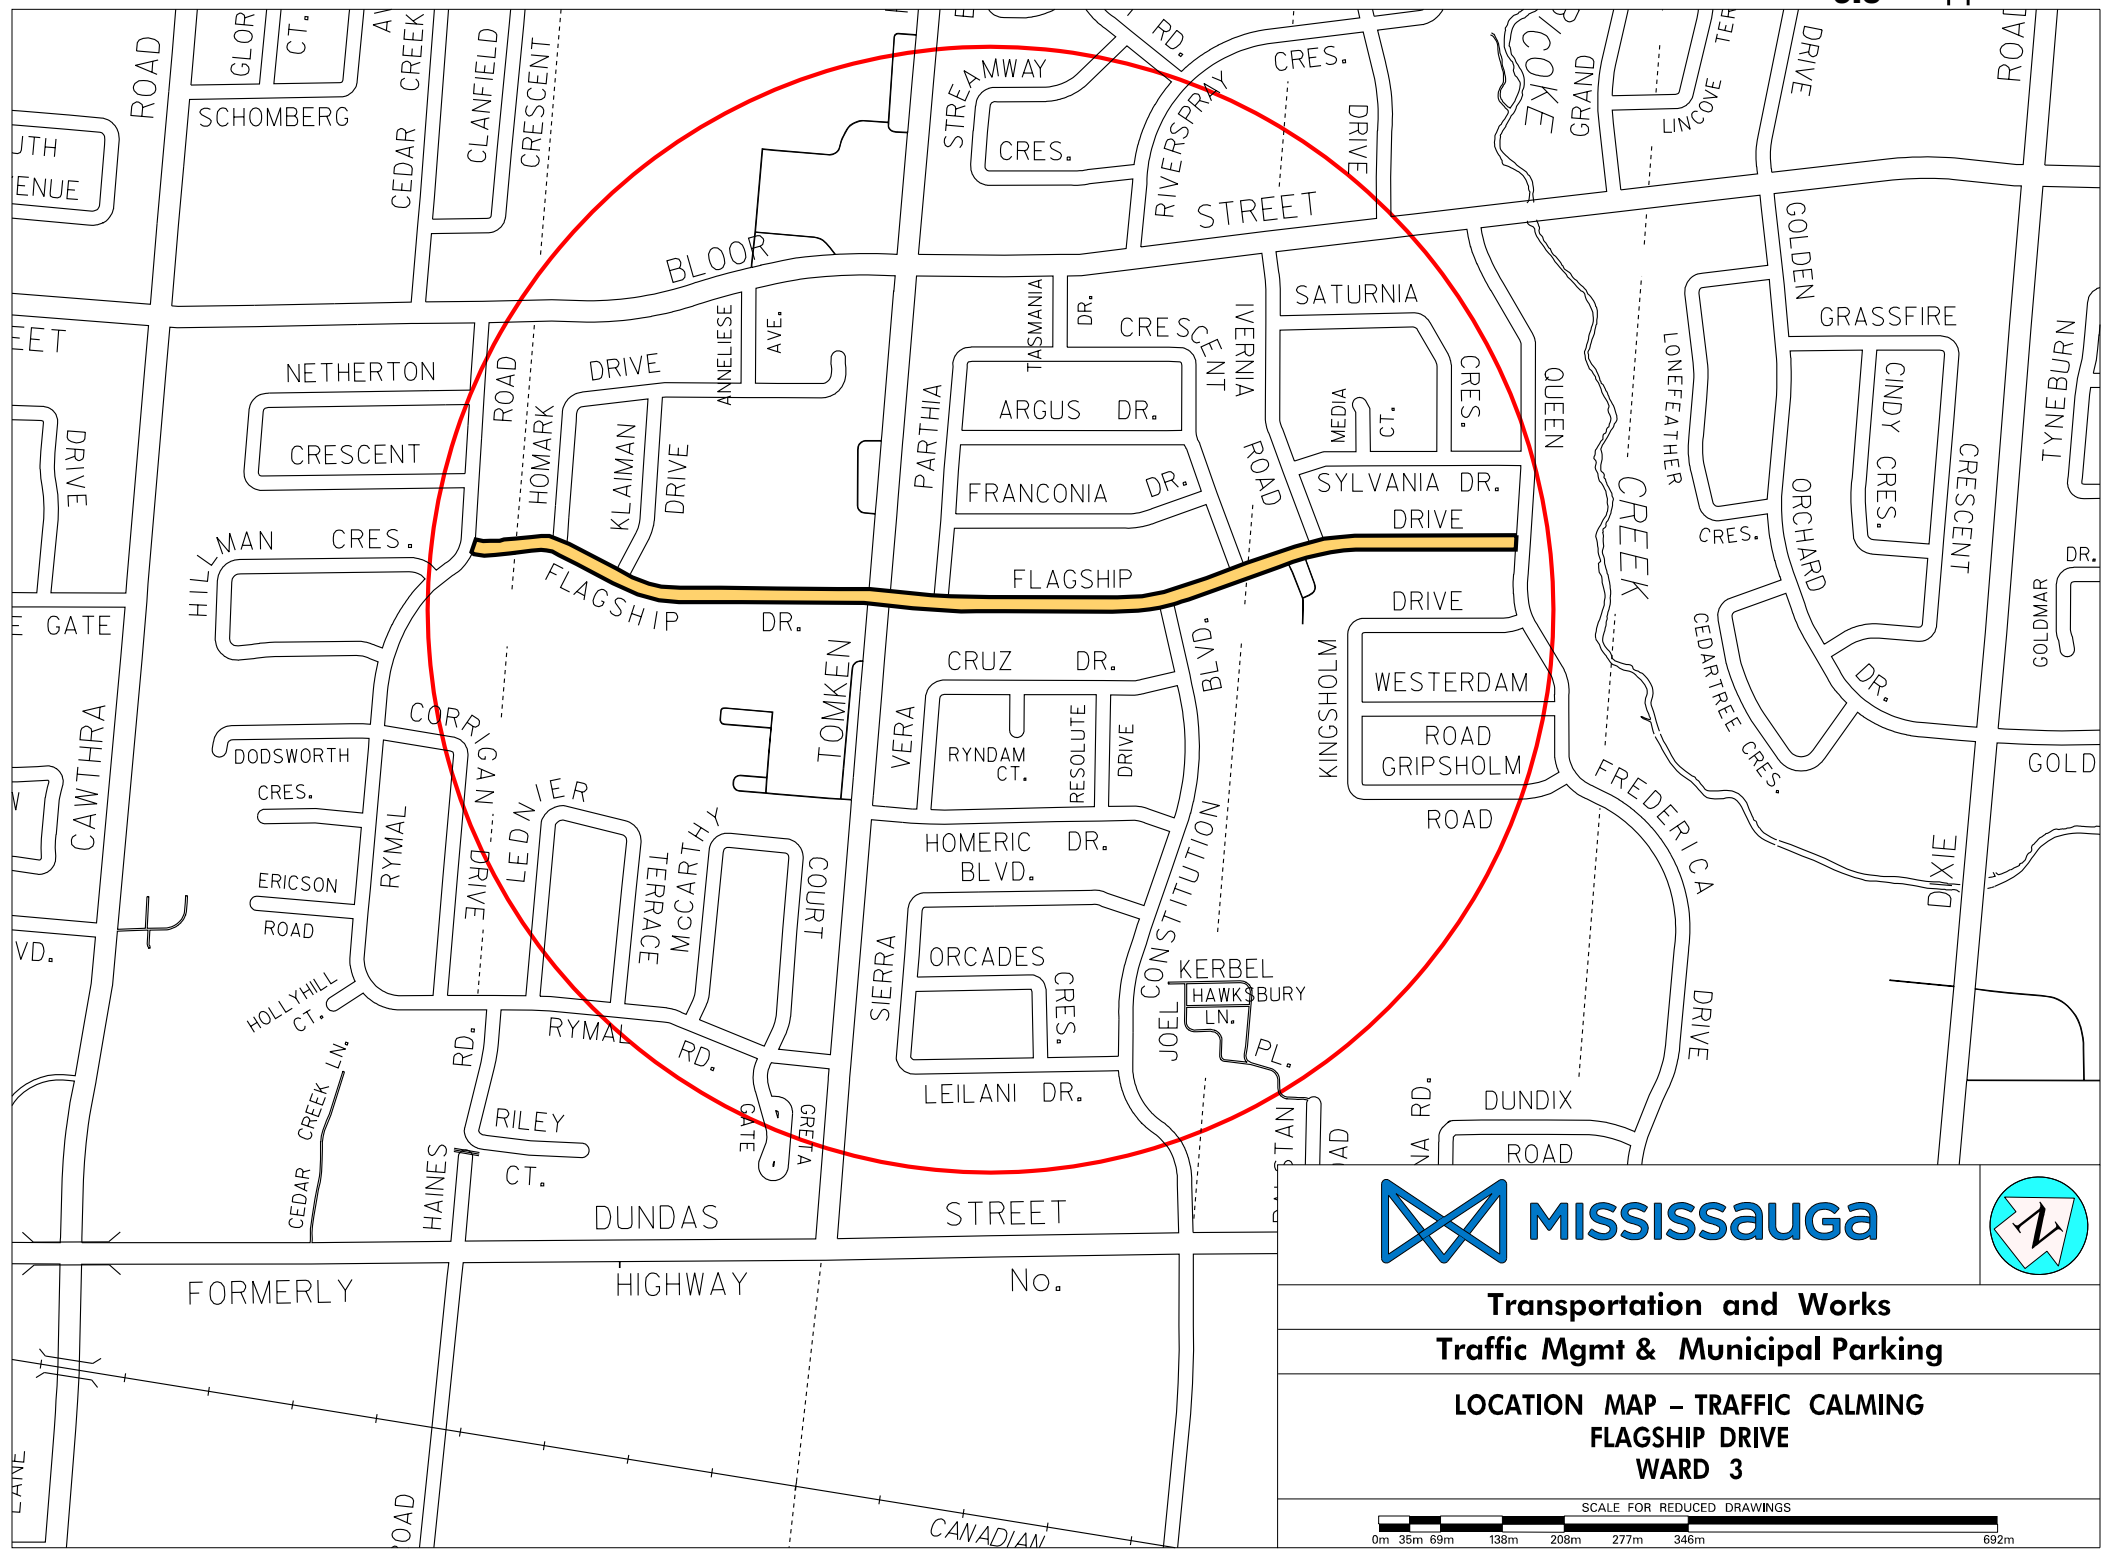 ROAD
GLOR
CT.
SCHOMBERG
CEDAR CREEK
CLANFIELD
CRESCENT
STREAMWAY
CRES.
RD.
RIVERSPRAY
CRES.
DRIVE
STREET
BLOOR
GRAND
LINCOVE TER
DRIVE
ROAD
UTH
ENUE
EET
NETHERTON
CRESCENT
ROAD
HOMARK
DRIVE
KLAIMAN
DRIVE
ANNELIESE
AVE.
PARTHIA
TASMANIA
DR.
CRESCENT
ARGUS DR.
FRANCONIA DR.
IVERNIA
ROAD
SATURNIA
CRES.
MEDIA
CT.
SYLVANIA DR.
QUEEN
GOLDEN
GRASSFIRE
CINDY CRES.
CRESCENT
TYNEBURN
LONEFEATHER
CRES.
ORCHARD
DR.
CEDARTREE CRES.
GOLDMAR
DR.
CREEK
DRIVE
HILLMAN CRES.
FLAGSHIP
DR.
FLAGSHIP
DRIVE
DRIVE
E GATE
CAWTHRA
DODSWORTH
CRES.
CORRIGAN
DRIVE
RYMAL
ERICSON
ROAD
HOLLYHILL
CT.
LEDNIER
TERRACE
McCARTHY
COURT
TOMKEN
VERA
CRUZ DR.
RYNDAM
CT.
RESOLUTE
DRIVE
HOMERIC DR.
BLVD.
SIERRA
ORCADES
CRES.
LEILANI DR.
CONSTITUTION
BLVD.
KINGSHOLM
WESTERDAM
ROAD
GRIPSHOLM
ROAD
FREDERICA
DRIVE
DIXIE
GOLD
VD.
KERBEL
HAWKSBURY
LN.
JOEL
PL.
RYMAL
RD.
RD.
RILEY
CT.
GATE
GRETA
CEDAR CREEK LN.
HAINES
DUNDAS
STREET
FORMERLY
HIGHWAY
No.
NA RD.
DUNDIX
ROAD
LANE
OAD
CANADIAN
MISSISSauGa
N
Transportation and Works
Traffic Mgmt & Municipal Parking
LOCATION MAP – TRAFFIC CALMING
FLAGSHIP DRIVE
WARD 3
SCALE FOR REDUCED DRAWINGS
0m 35m 69m 138m 208m 277m 346m 692m